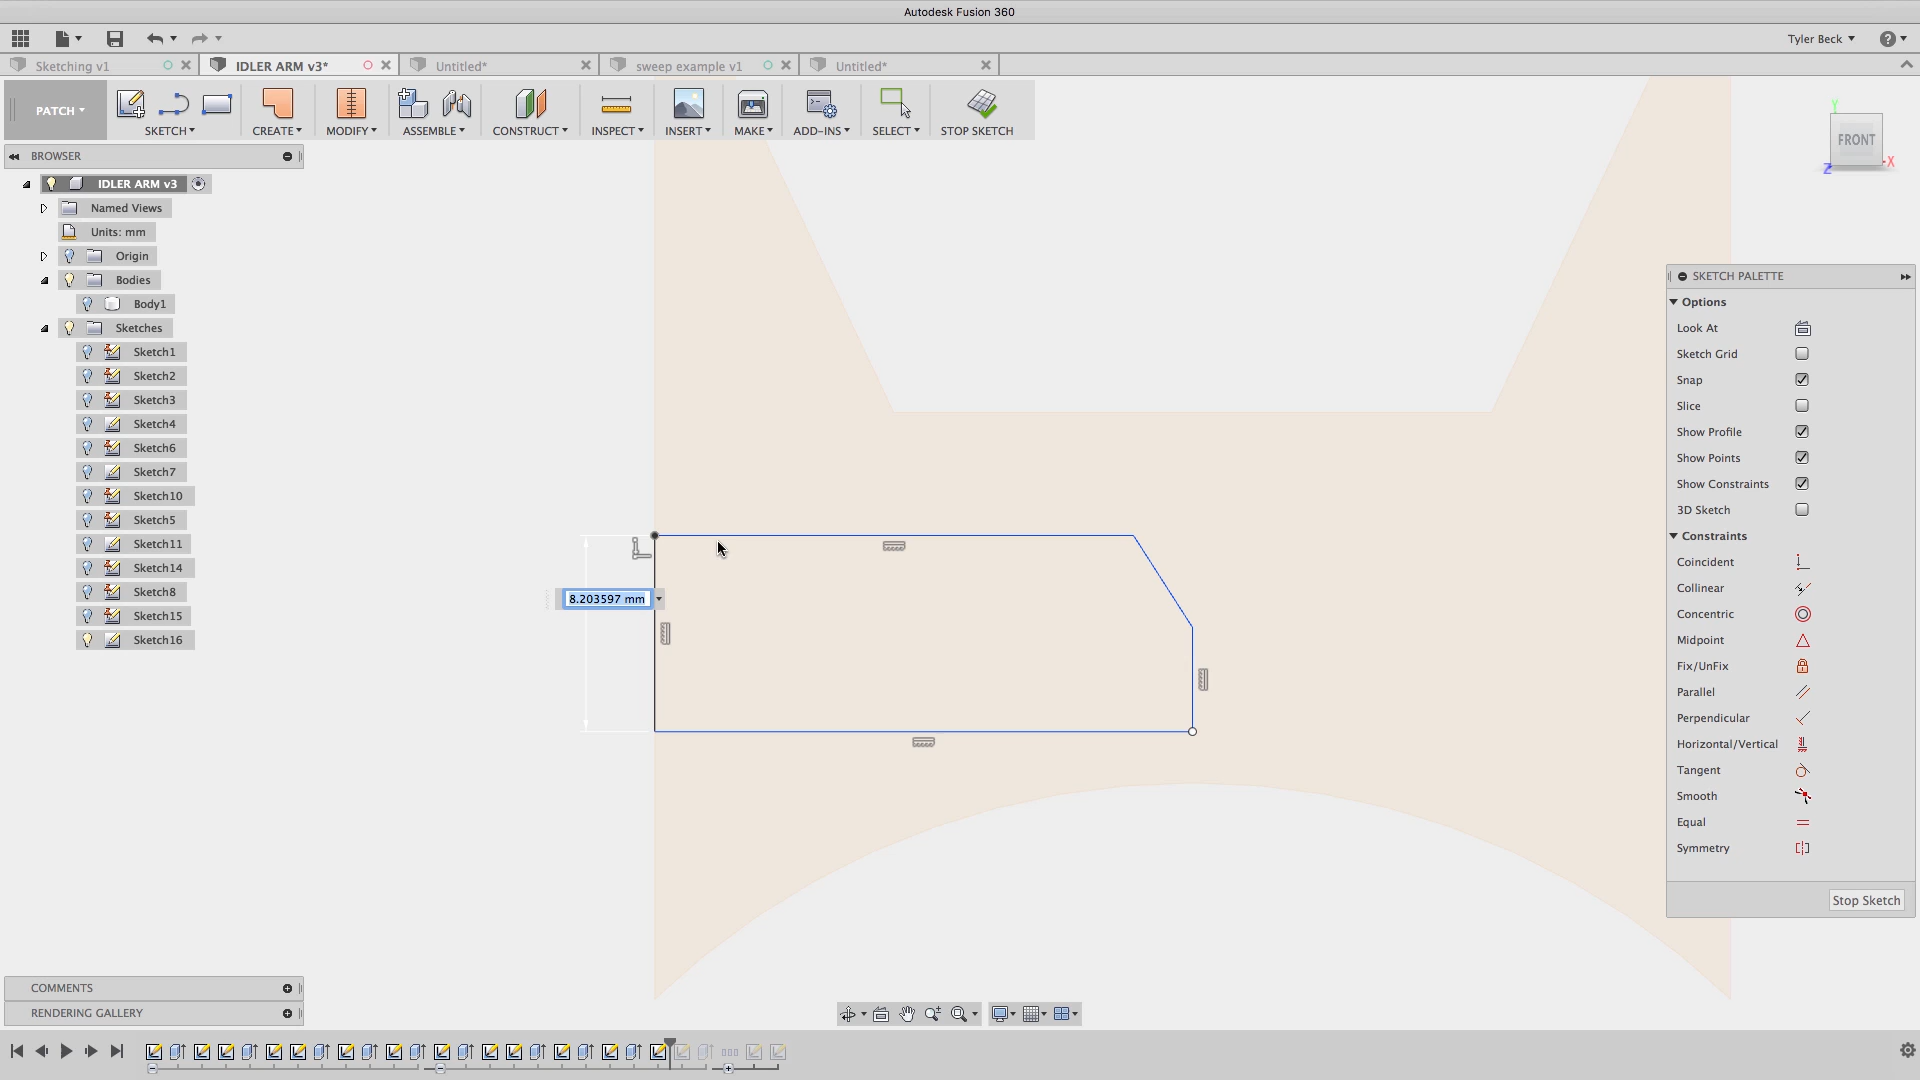 Autodesk Fusion 360
Tyler Beck
Sketching v1
IDLER ARM v3*
Untitled*
sweep example v1
Untitled*
PATCH
SKETCH
CREATE
MODIFY
ASSEMBLE
CONSTRUCT
INSPECT
INSERT
MAKE
ADD-INS
SELECT
STOP SKETCH
BROWSER
IDLER ARM v3
Named Views
Units: mm
Origin
Bodies
Body1
Sketches
Sketch1
Sketch2
Sketch3
Sketch4
Sketch6
Sketch7
Sketch10
Sketch5
Sketch11
Sketch14
Sketch8
Sketch15
Sketch16
8.203597 mm
Y
FRONT
X
Z
SKETCH PALETTE
Options
Look At
Sketch Grid
Snap
Slice
Show Profile
Show Points
Show Constraints
3D Sketch
Constraints
Coincident
Collinear
Concentric
Midpoint
Fix/UnFix
Parallel
Perpendicular
Horizontal/Vertical
Tangent
Smooth
Equal
Symmetry
Stop Sketch
COMMENTS
RENDERING GALLERY